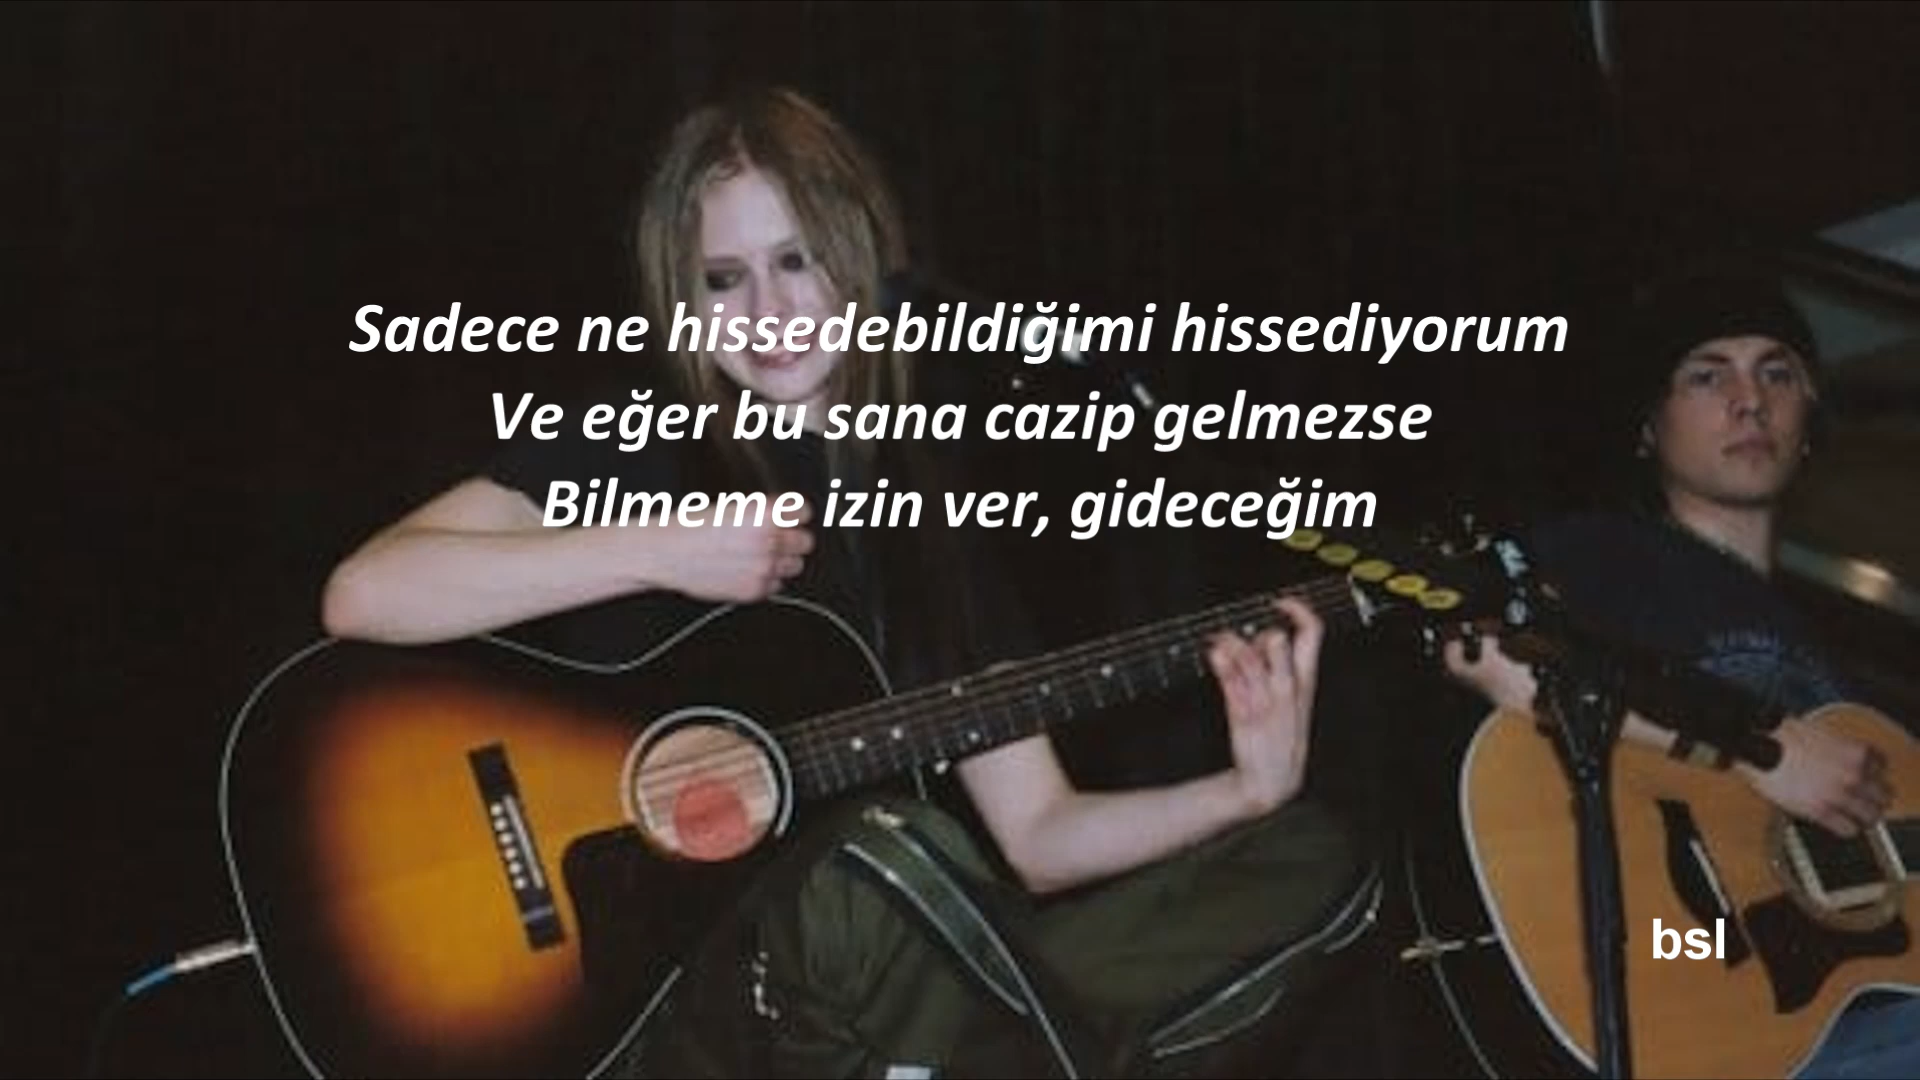 Sadece ne hissedebildiğimi hissediyorum
Ve eğer bu sana cazip gelmezse
Bilmeme izin ver, gideceğim
bsl